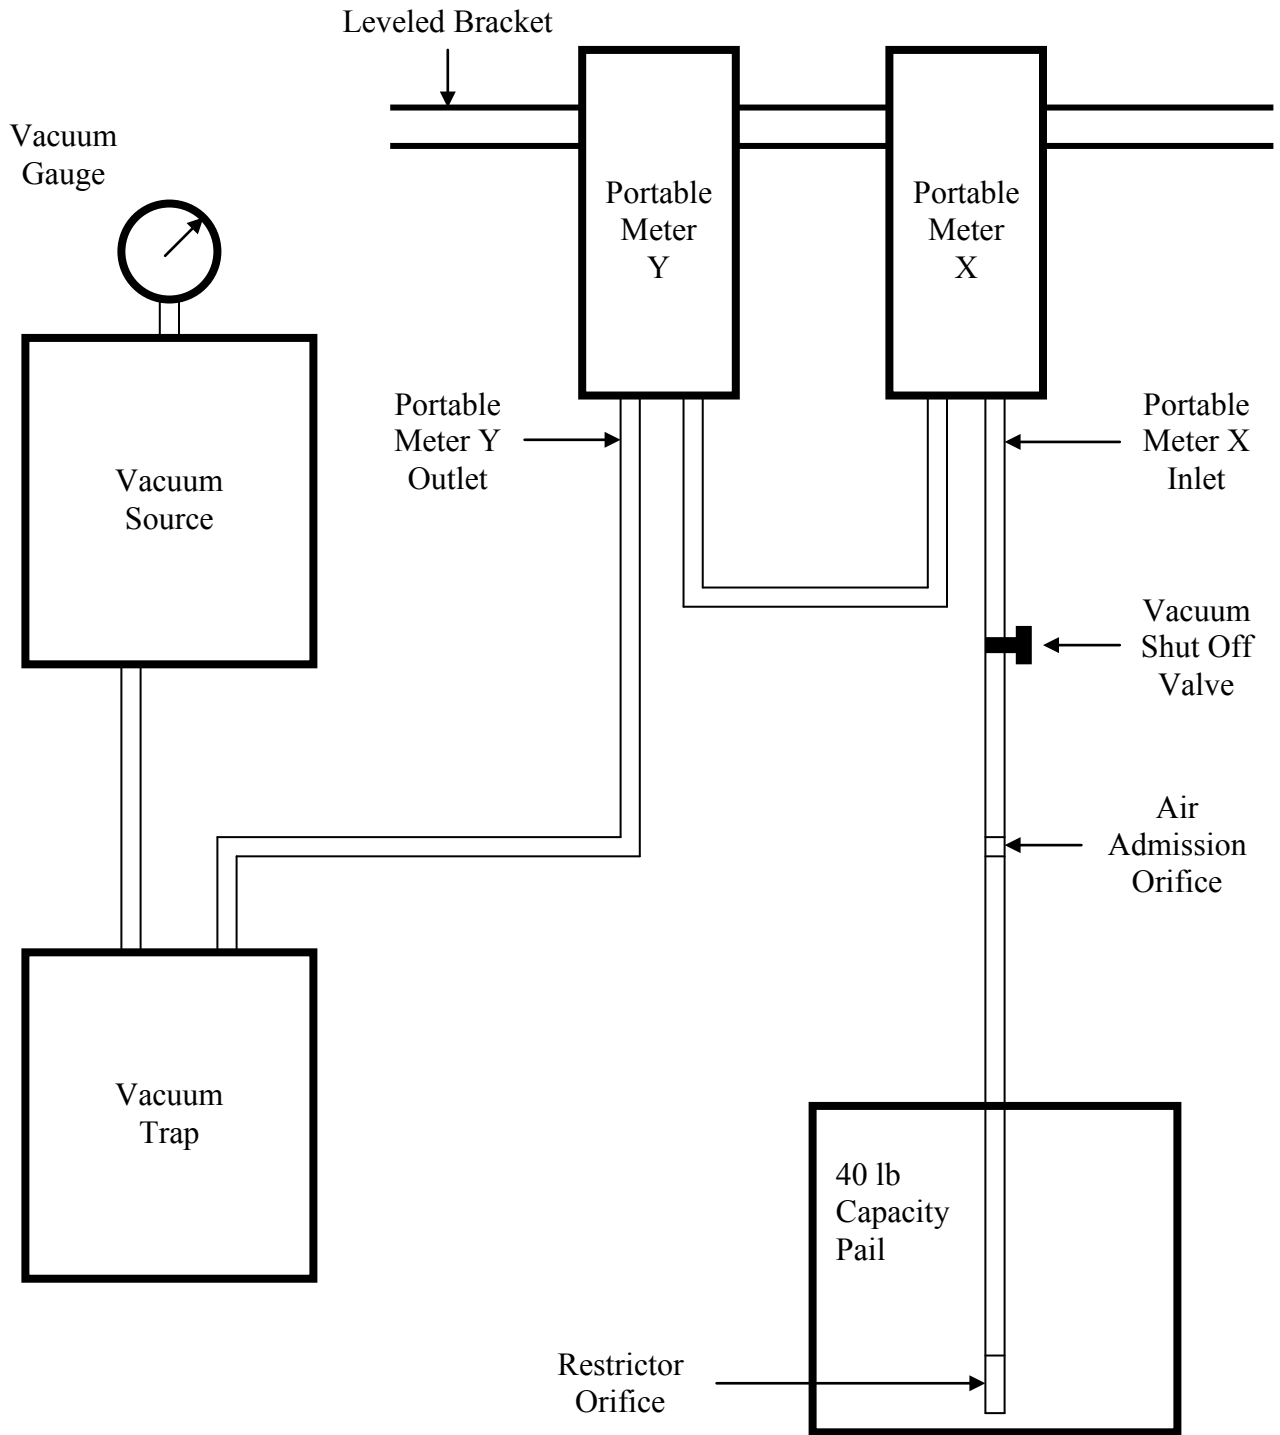 Leveled Bracket
Vacuum
Gauge
Portable
Meter
Y
Portable
Meter
X
Portable
Meter Y
Outlet
Portable
Meter X
Inlet
Vacuum
Source
Vacuum
Shut Off
Valve
Air
Admission
Orifice
Vacuum
Trap
40 lb
Capacity
Pail
Restrictor
Orifice